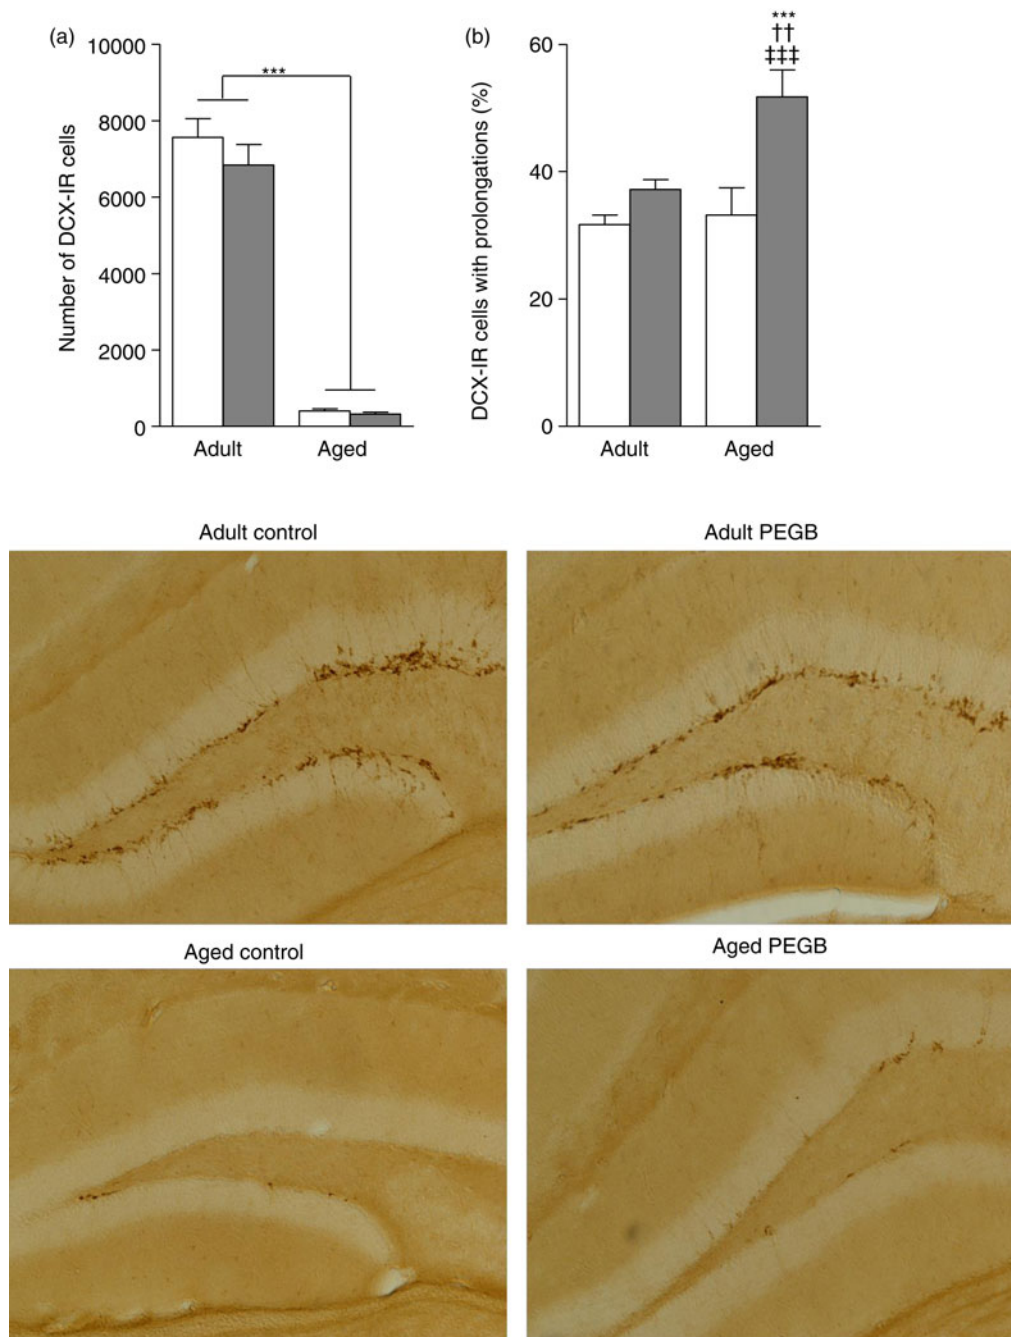 (a)
10000
8000
6000
4000
2000
0
Number of DCX-IR cells
***
Adult
Aged
(b)
60
40
20
0
DCX-IR cells with prolongations (%)
***
††
‡‡‡
Adult
Aged
Adult control
Adult PEGB
Aged control
Aged PEGB